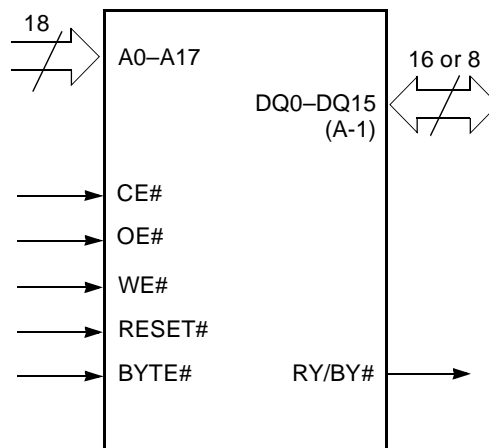 18
A0–A17
16 or 8
DQ0–DQ15
(A-1)
CE#
OE#
WE#
RESET#
BYTE#
RY/BY#